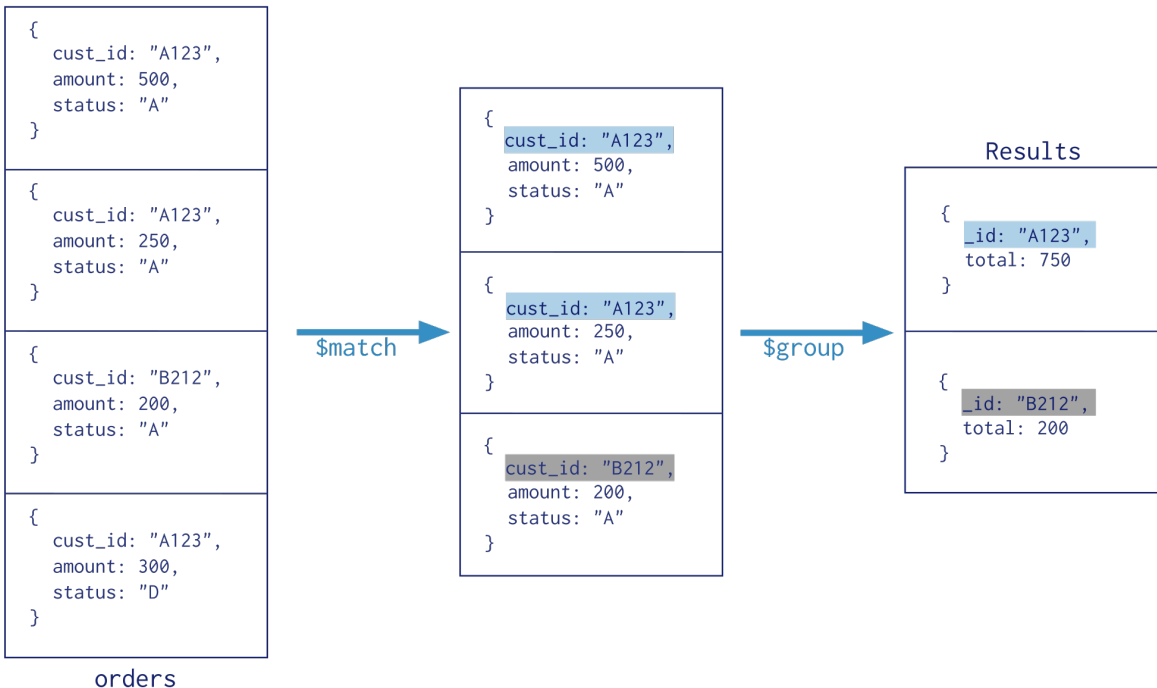 {
cust_id: "A123",
amount: 500,
status: "A"
}
{
cust_id: "A123",
amount: 250,
status: "A"
}
{
cust_id: "B212",
amount: 200,
status: "A"
}
{
cust_id: "A123",
amount: 300,
status: "D"
}
orders
$match
{
cust_id: "A123",
amount: 500,
status: "A"
}
{
cust_id: "A123",
amount: 250,
status: "A"
}
{
cust_id: "B212",
amount: 200,
status: "A"
}
$group
Results
{
_id: "A123",
total: 750
}
{
_id: "B212",
total: 200
}